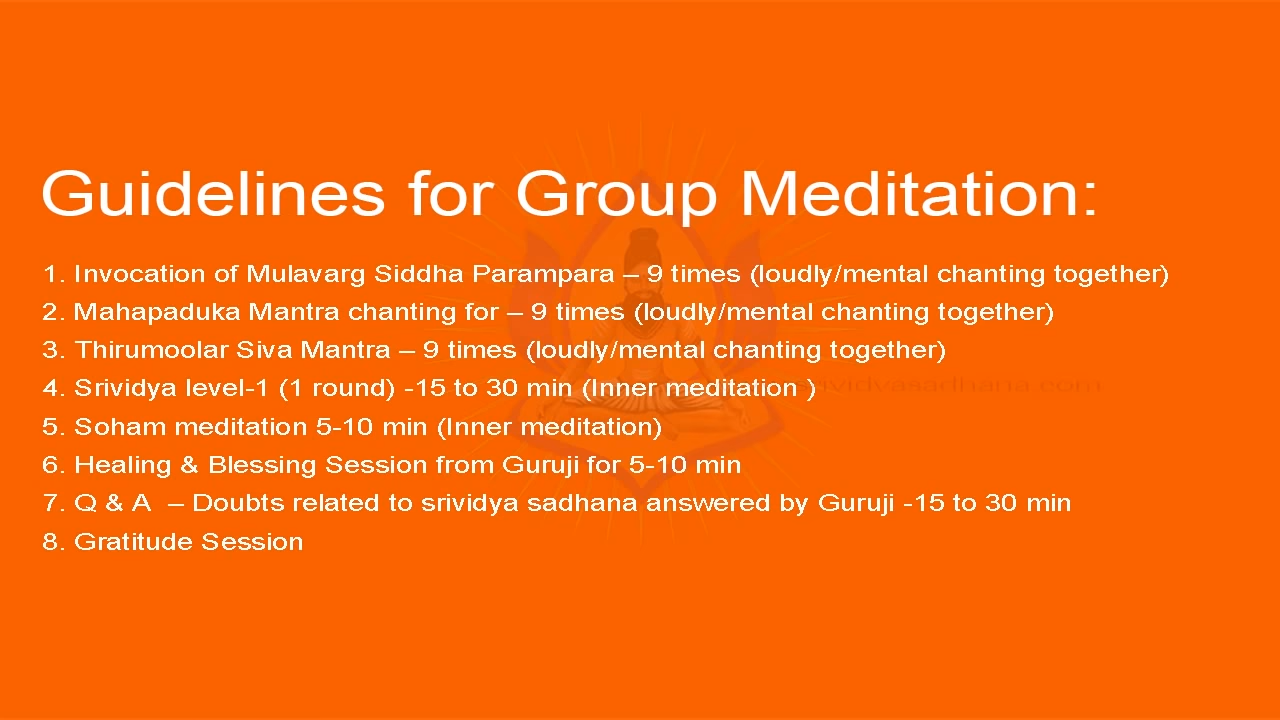 Guidelines for Group Meditation:
1. Invocation of Mulavarg Siddha Parampara – 9 times (loudly/mental chanting together)
2. Mahapaduka Mantra chanting for – 9 times (loudly/mental chanting together)
3. Thirumoolar Siva Mantra – 9 times (loudly/mental chanting together)
4. Srividya level-1 (1 round) -15 to 30 min (Inner meditation )
srividyasadhana.com
5. Soham meditation 5-10 min (Inner meditation)
6. Healing & Blessing Session from Guruji for 5-10 min
7. Q & A – Doubts related to srividya sadhana answered by Guruji -15 to 30 min
8. Gratitude Session